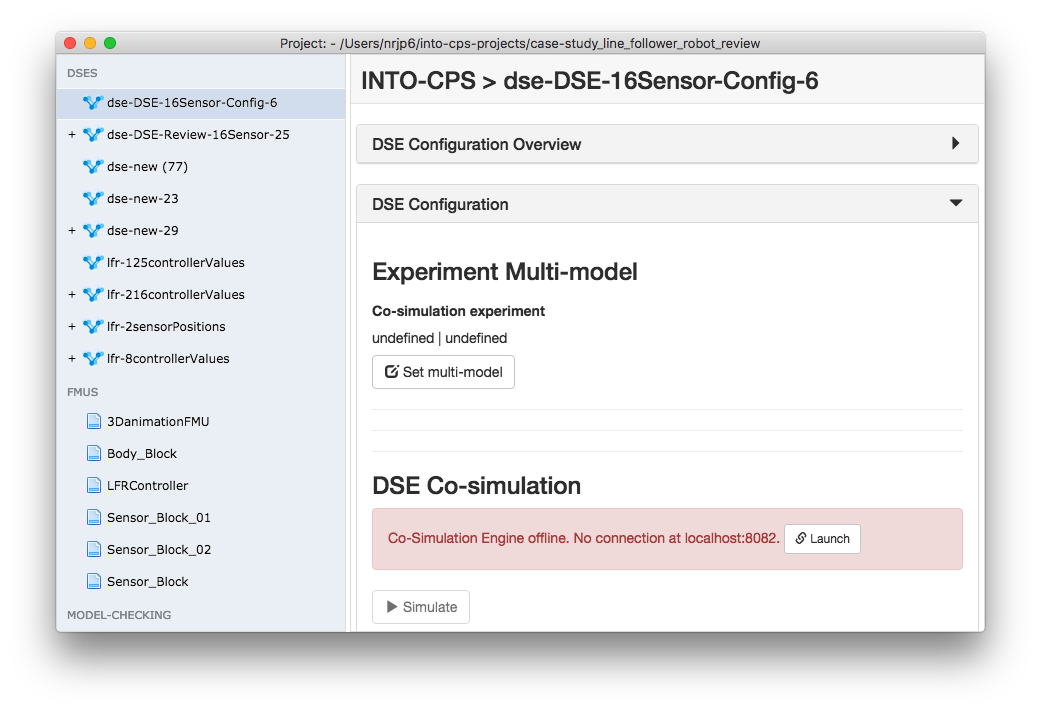 Project: - /Users/nrjp6/into-cps-projects/case-study_line_follower_robot_review
DSES
dse-DSE-16Sensor-Config-6
+ dse-DSE-Review-16Sensor-25
dse-new (77)
dse-new-23
+ dse-new-29
lfr-125controllerValues
+ lfr-216controllerValues
+ lfr-2sensorPositions
+ lfr-8controllerValues
FMUS
3DanimationFMU
Body_Block
LFRController
Sensor_Block_01
Sensor_Block_02
Sensor_Block
MODEL-CHECKING
INTO-CPS > dse-DSE-16Sensor-Config-6
DSE Configuration Overview
DSE Configuration
Experiment Multi-model
Co-simulation experiment
undefined | undefined
Set multi-model
DSE Co-simulation
Co-Simulation Engine offline. No connection at localhost:8082. Launch
Simulate